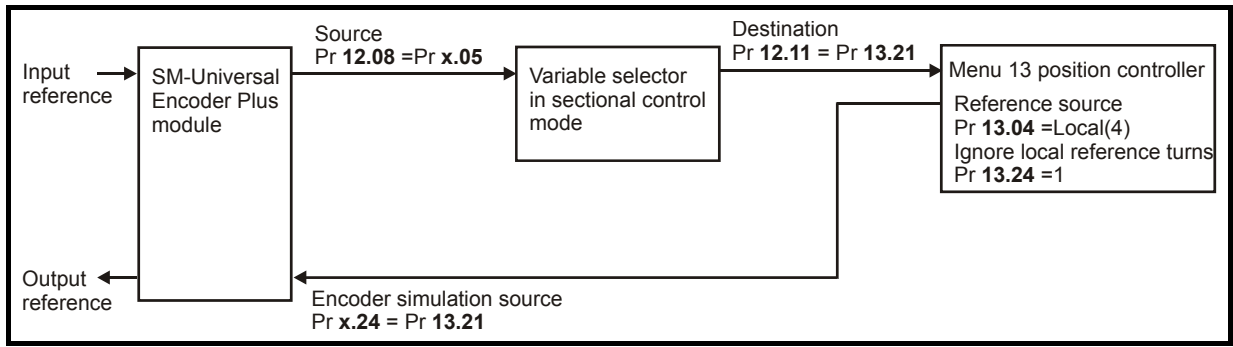 Input
reference
SM-Universal
Encoder Plus
module
Source
Pr 12.08 =Pr x.05
Variable selector
in sectional control
mode
Destination
Pr 12.11 = Pr 13.21
Menu 13 position controller
Reference source
Pr 13.04 =Local(4)
Ignore local reference turns
Pr 13.24 =1
Output
reference
Encoder simulation source
Pr x.24 = Pr 13.21